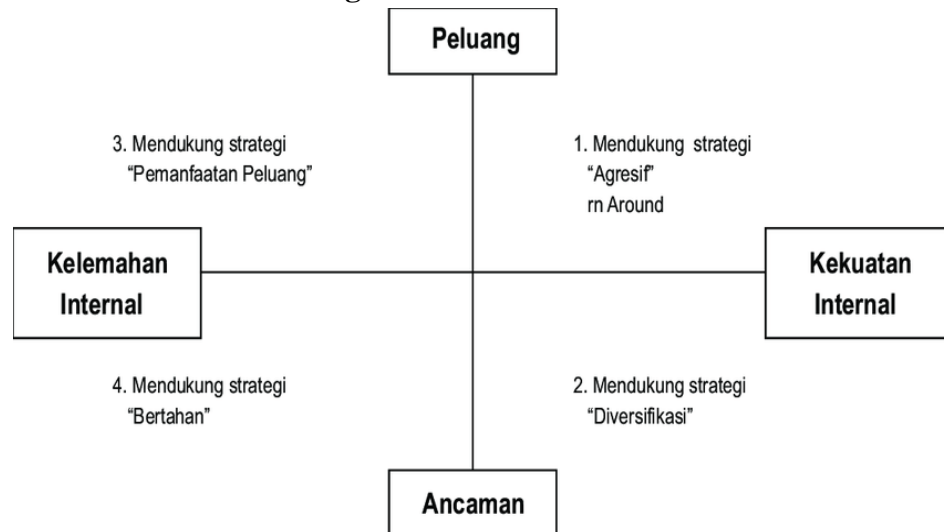 Peluang
3. Mendukung strategi
"Pemanfaatan Peluang"
1. Mendukung strategi
"Agresif"
rn Around
Kelemahan
Internal
Kekuatan
Internal
4. Mendukung strategi
"Bertahan"
2. Mendukung strategi
"Diversifikasi"
Ancaman